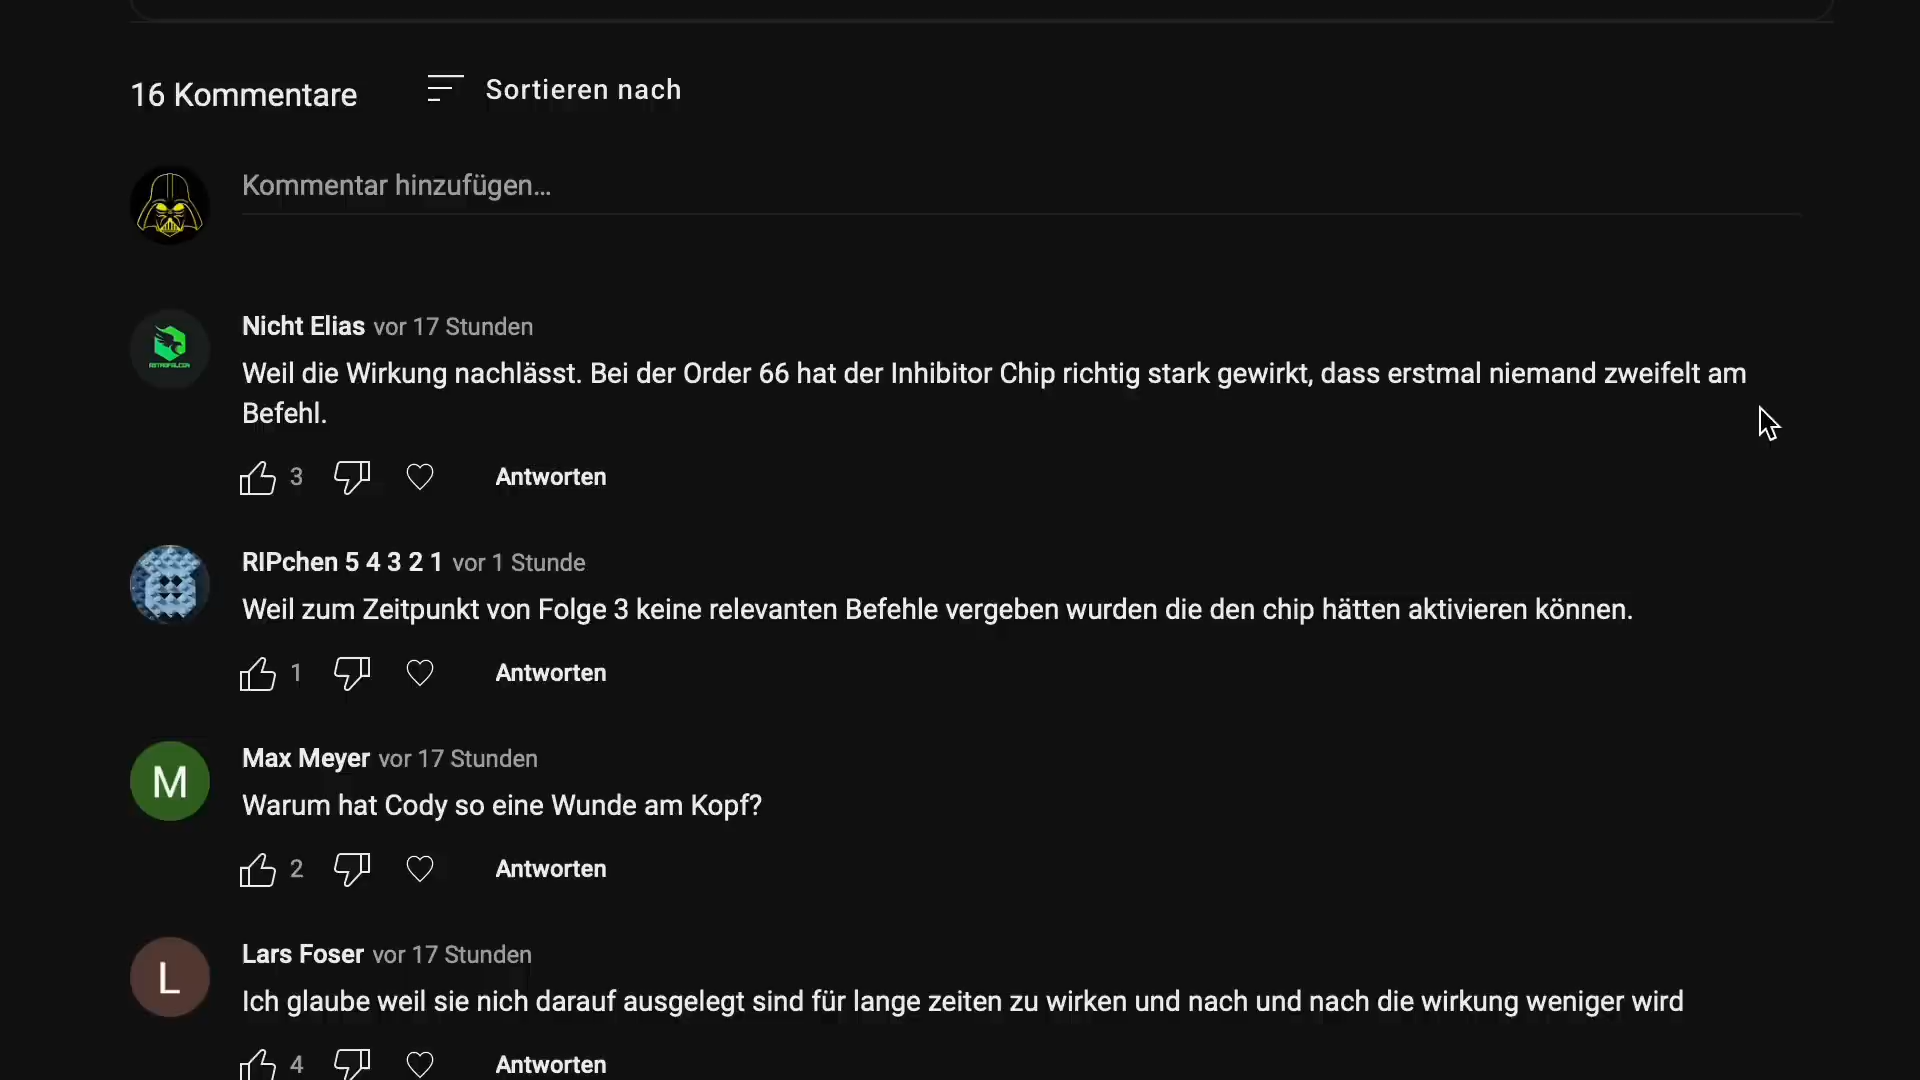 16 Kommentare
Sortieren nach
Kommentar hinzufügen...
Nicht Elias vor 17 Stunden
Weil die Wirkung nachlässt. Bei der Order 66 hat der Inhibitor Chip richtig stark gewirkt, dass erstmal niemand zweifelt am
Befehl.
3 Antworten
RIPchen 5 4 3 2 1 vor 1 Stunde
Weil zum Zeitpunkt von Folge 3 keine relevanten Befehle vergeben wurden die den chip hätten aktivieren können.
1 Antworten
M
Max Meyer vor 17 Stunden
Warum hat Cody so eine Wunde am Kopf?
2 Antworten
L
Lars Foser vor 17 Stunden
Ich glaube weil sie nich darauf ausgelegt sind für lange zeiten zu wirken und nach und nach die wirkung weniger wird
4 Antworten